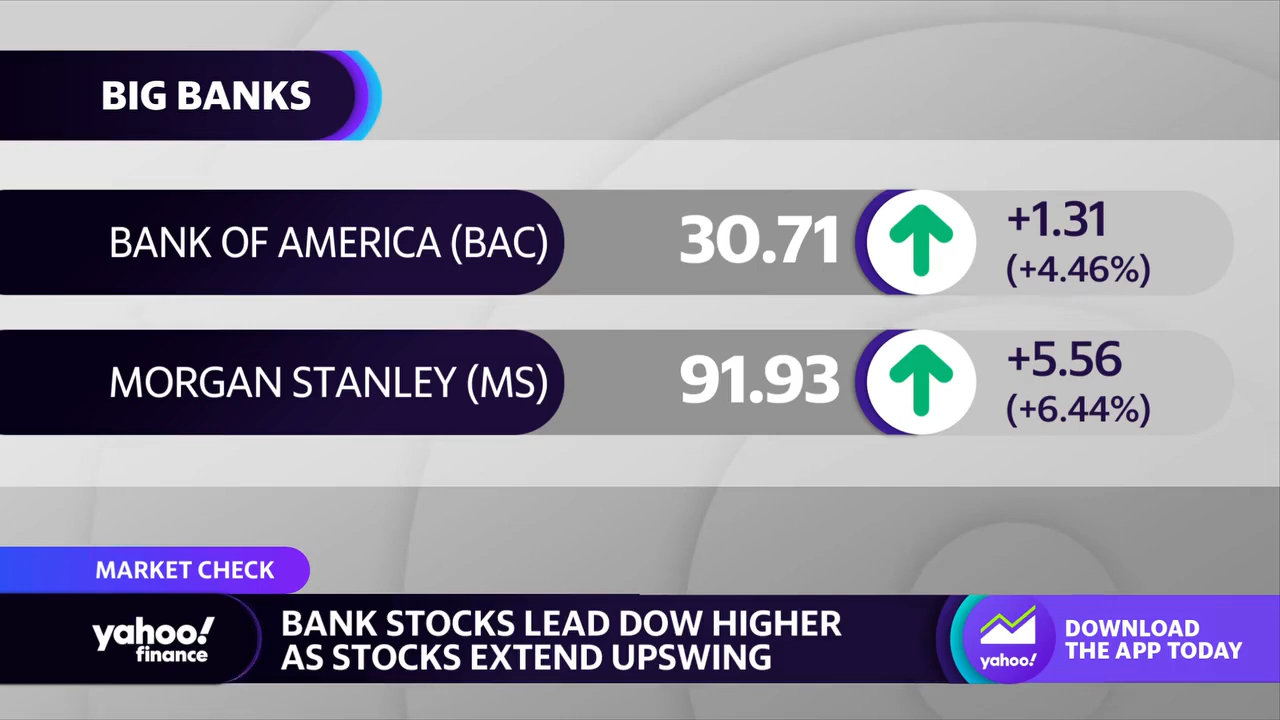 BIG BANKS
BANK OF AMERICA (BAC) 30.71 +1.31
(+4.46%)
MORGAN STANLEY (MS) 91.93 +5.56
(+6.44%)
MARKET CHECK
yahoo!
finance
BANK STOCKS LEAD DOW HIGHER
AS STOCKS EXTEND UPSWING
yahoo!
DOWNLOAD
THE APP TODAY